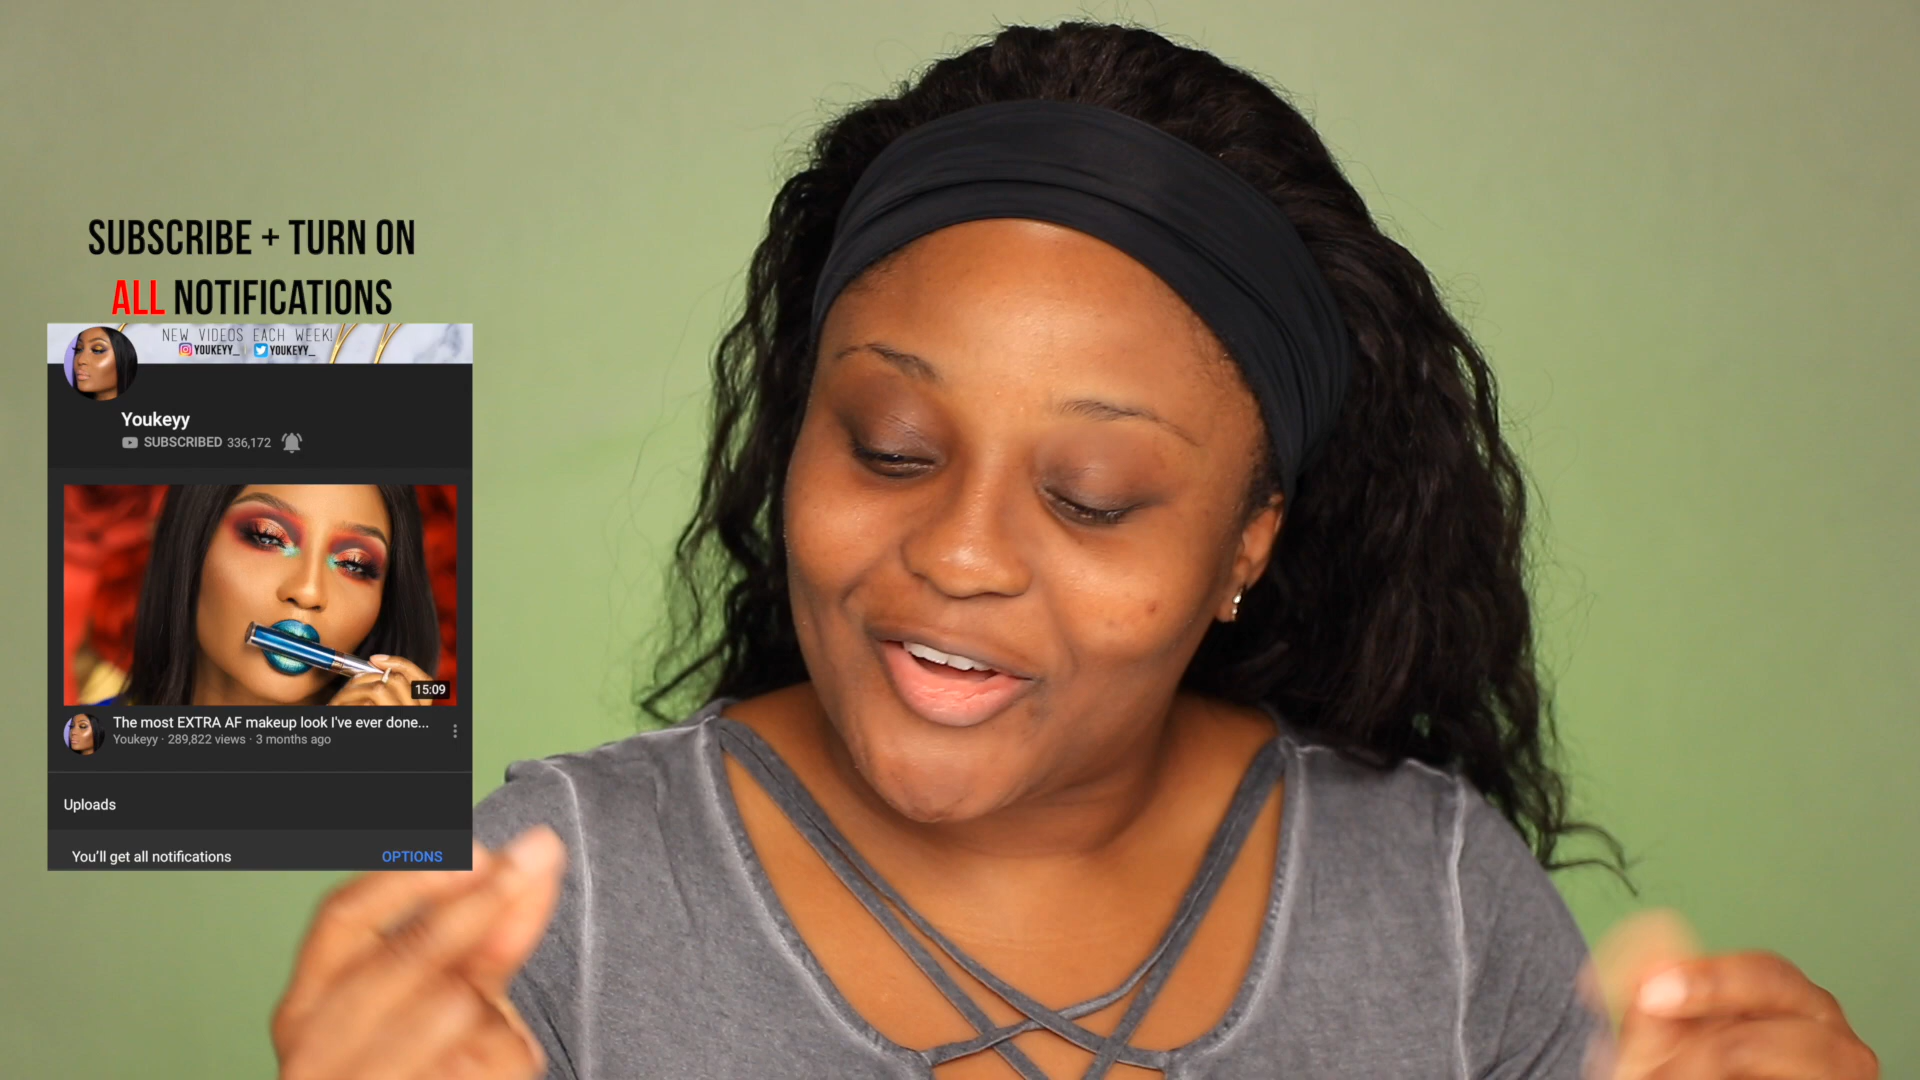 SUBSCRIBE + TURN ON
ALL NOTIFICATIONS
NEW VIDEOS EACH WEEK!
YOUKEYY_ YOUKEYY_
Youkeyy
SUBSCRIBED 336,172
15:09
The most EXTRA AF makeup look I've ever done...
Youkeyy · 289,822 views · 3 months ago
Uploads
You'll get all notifications OPTIONS